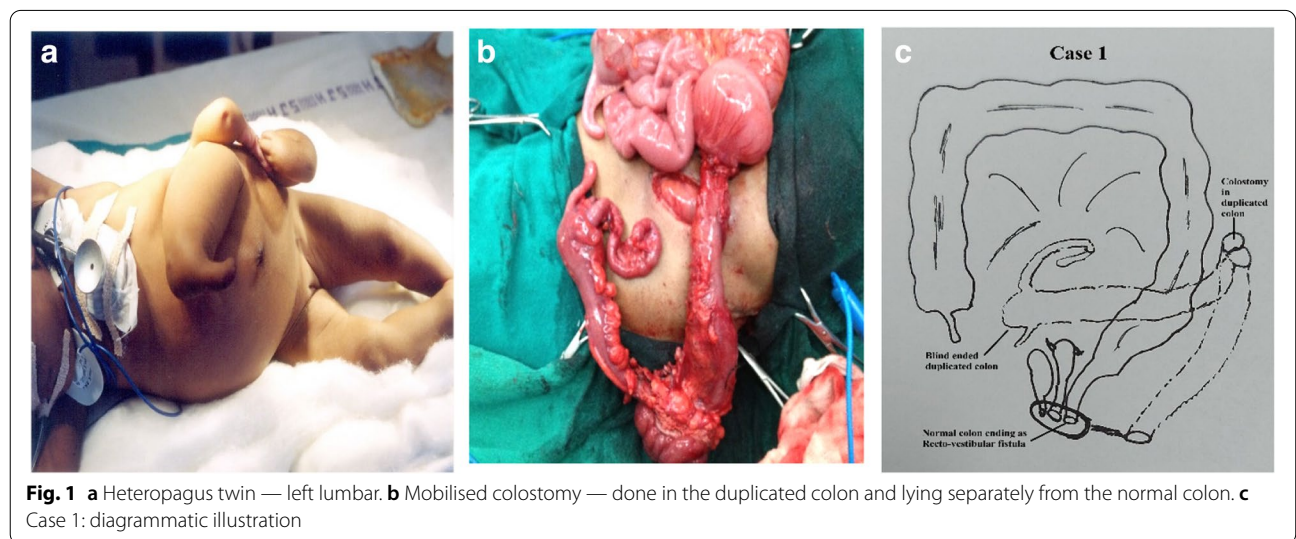 a
b
c
Case 1
Colostomy
in
duplicated
colon
Blind ended
duplicated colon
Normal colon ending as
Recto-vestibular fistula
Fig. 1 a Heteropagus twin — left lumbar. b Mobilised colostomy — done in the duplicated colon and lying separately from the normal colon. c
Case 1: diagrammatic illustration